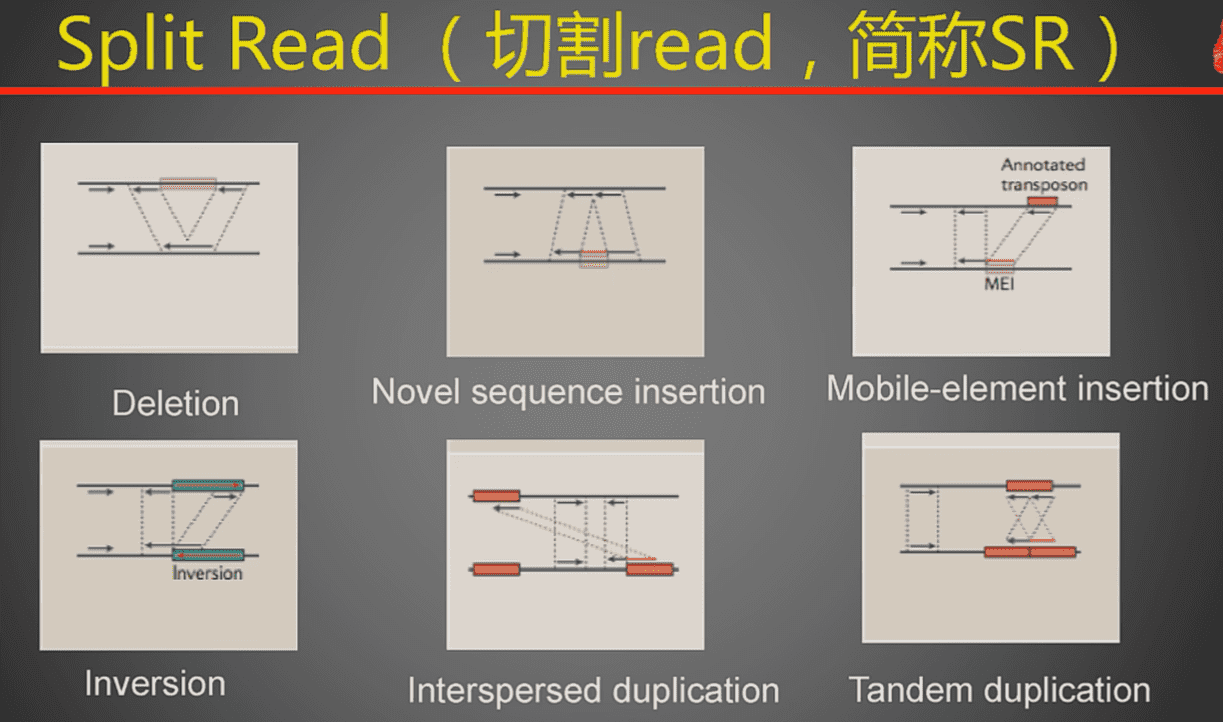 Split Read （切割read，简称SR）
Annotated
transposon
MEI
Deletion
Novel sequence insertion
Mobile-element insertion
Inversion
Inversion
Interspersed duplication
Tandem duplication